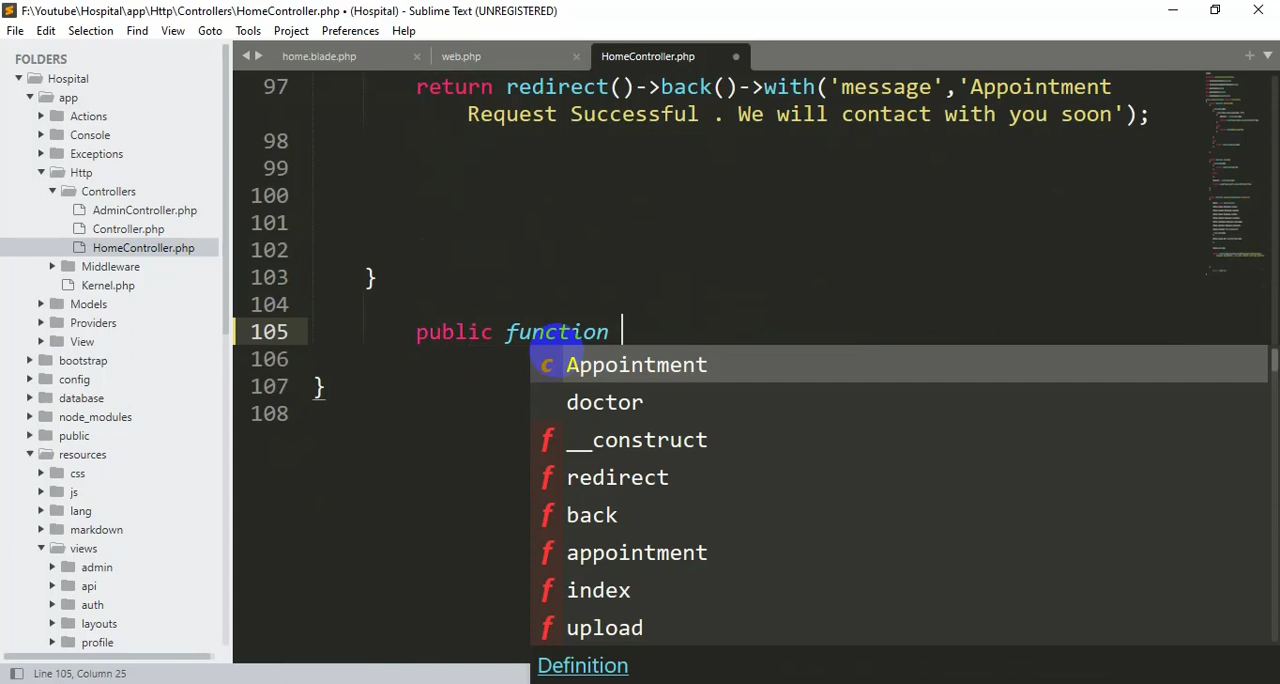 F:\Youtube\Hospital\app\Http\Controllers\HomeController.php • (Hospital) - Sublime Text (UNREGISTERED)
File Edit Selection Find View Goto Tools Project Preferences Help
FOLDERS
Hospital
app
Actions
Console
Exceptions
Http
Controllers
AdminController.php
Controller.php
HomeController.php
Middleware
Kernel.php
Models
Providers
View
bootstrap
config
database
node_modules
public
resources
css
js
lang
markdown
views
admin
api
auth
layouts
profile
home.blade.php × web.php × HomeController.php
97 return redirect()->back()->with('message','Appointment
Request Successful . We will contact with you soon');
98
99
100
101
102
103 }
104
105 public function
106
107 }
108
c Appointment
doctor
f __construct
f redirect
f back
f appointment
f index
f upload
Definition
Line 105, Column 25